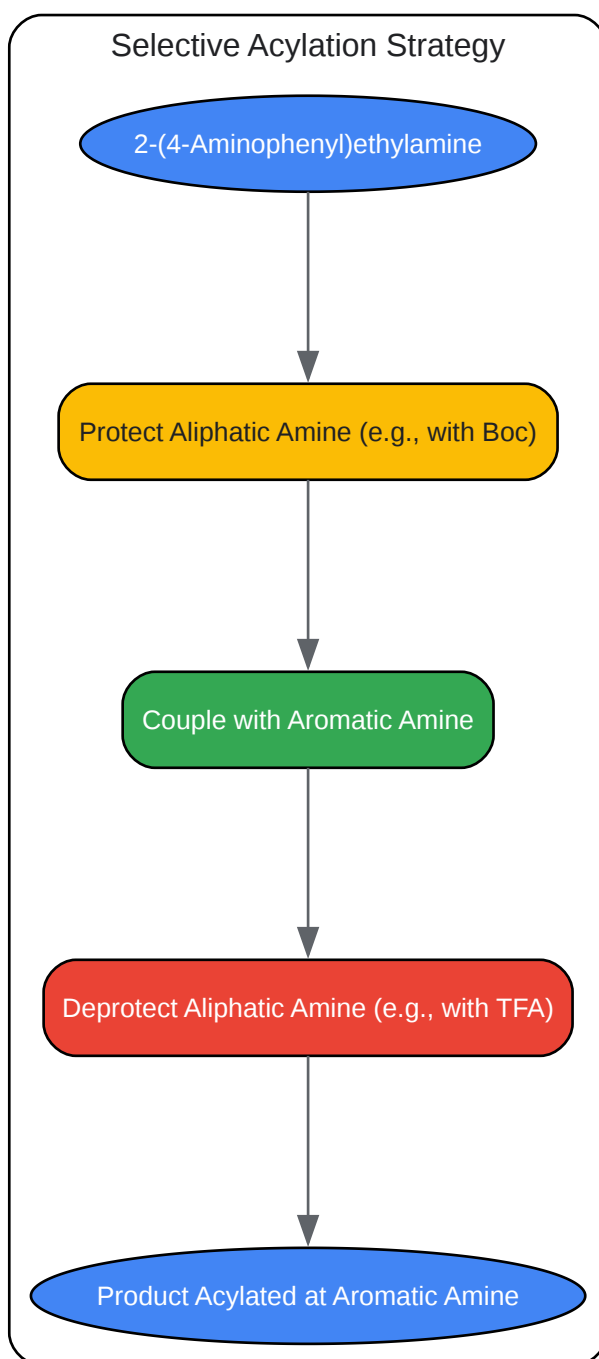 Selective Acylation Strategy
2-(4-Aminophenyl)ethylamine
Protect Aliphatic Amine (e.g., with Boc)
Couple with Aromatic Amine
Deprotect Aliphatic Amine (e.g., with TFA)
Product Acylated at Aromatic Amine